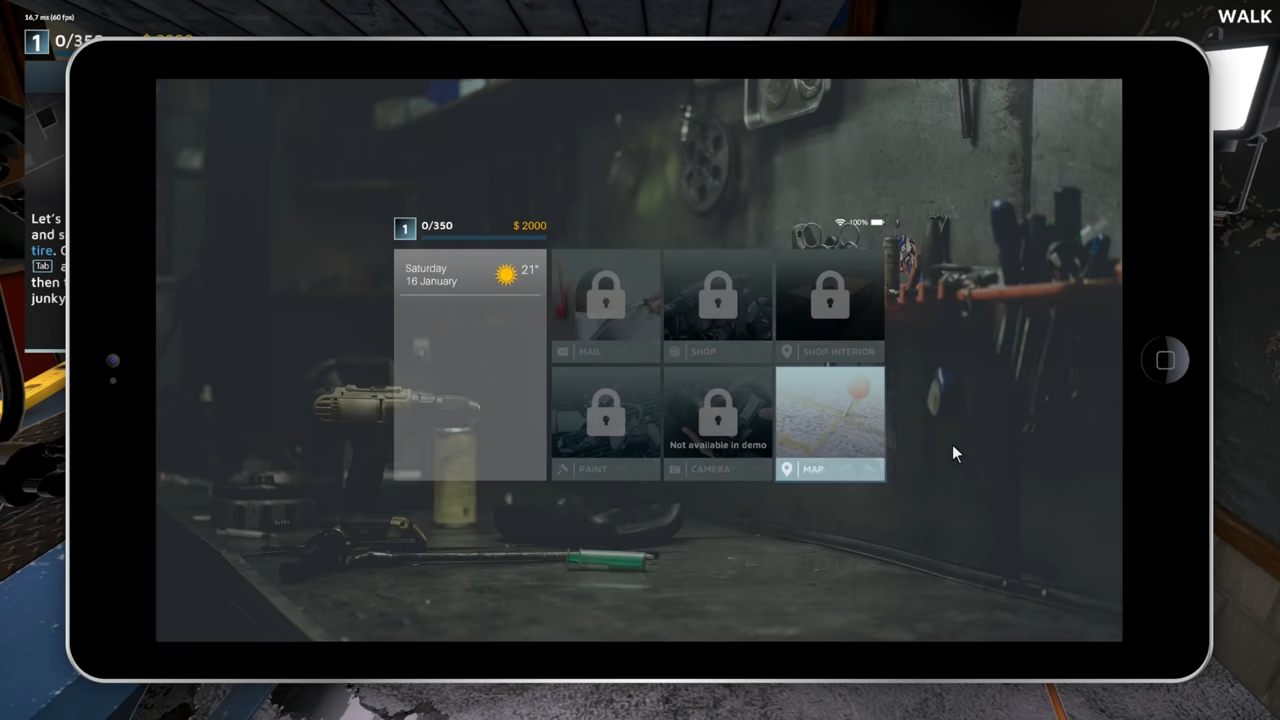 16,7 ms (60 fps)
WALK
1 0/350
Let's
and s
tire.
Tab a
then
junky
1 0/350 $ 2000
100%
Saturday
16 January
21°
MAIL
SHOP
SHOP INTERIOR
PAINT
Not available in demo
CAMERA
MAP